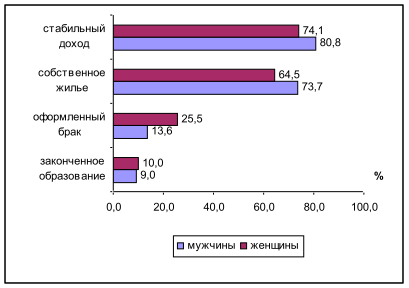 стабильный
доход
74,1
80,8
собственное
жилье
64,5
73,7
оформленный
брак
25,5
13,6
законченное
образование
10,0
9,0
%
0,0 20,0 40,0 60,0 80,0 100,0
мужчины женщины